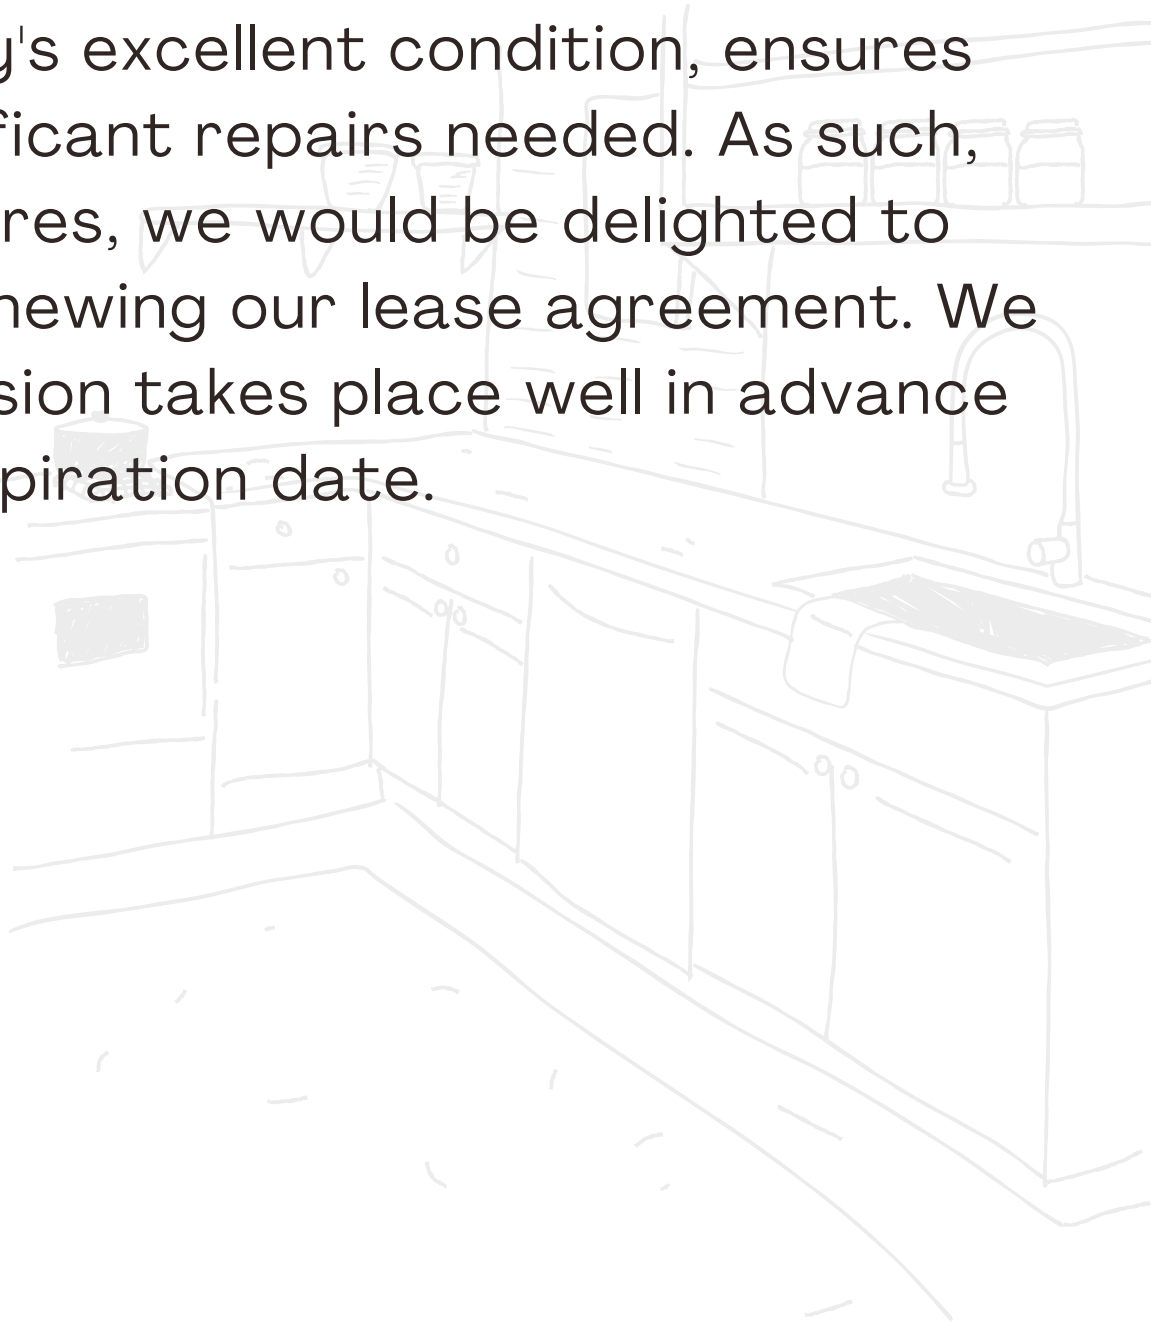 y's excellent condition, ensures
ficant repairs needed. As such,
res, we would be delighted to
newing our lease agreement. We
sion takes place well in advance
piration date.